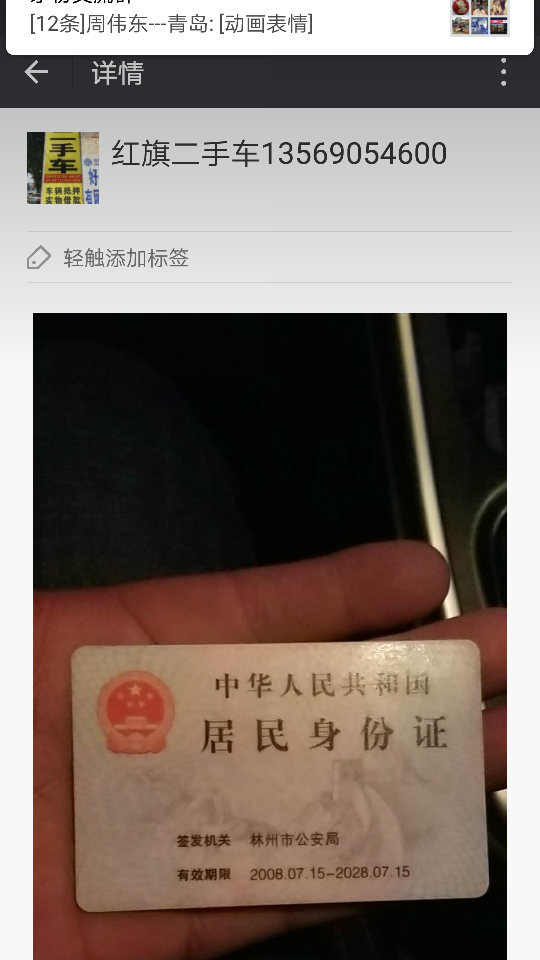 [12条]周伟东---青岛: [动画表情]
详情
红旗二手车13569054600
二手车
轻触添加标签
中华人民共和国
居民身份证
签发机关 林州市公安局
有效期限 2008.07.15-2028.07.15